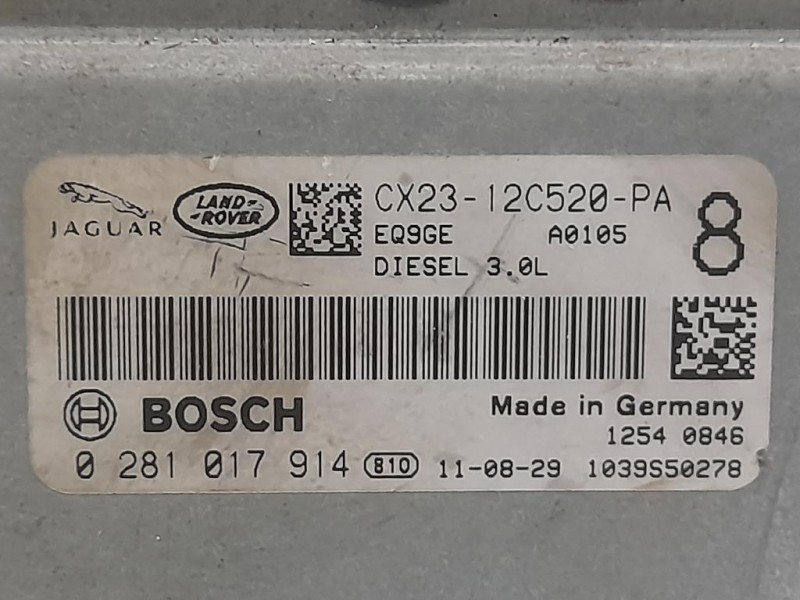 JAGUAR
LAND
ROVER
CX23-12C520-PA
EQ9GE A0105
DIESEL 3.0L
8
BOSCH
Made in Germany
1254 0846
0 281 017 914 810 11-08-29 1039S50278